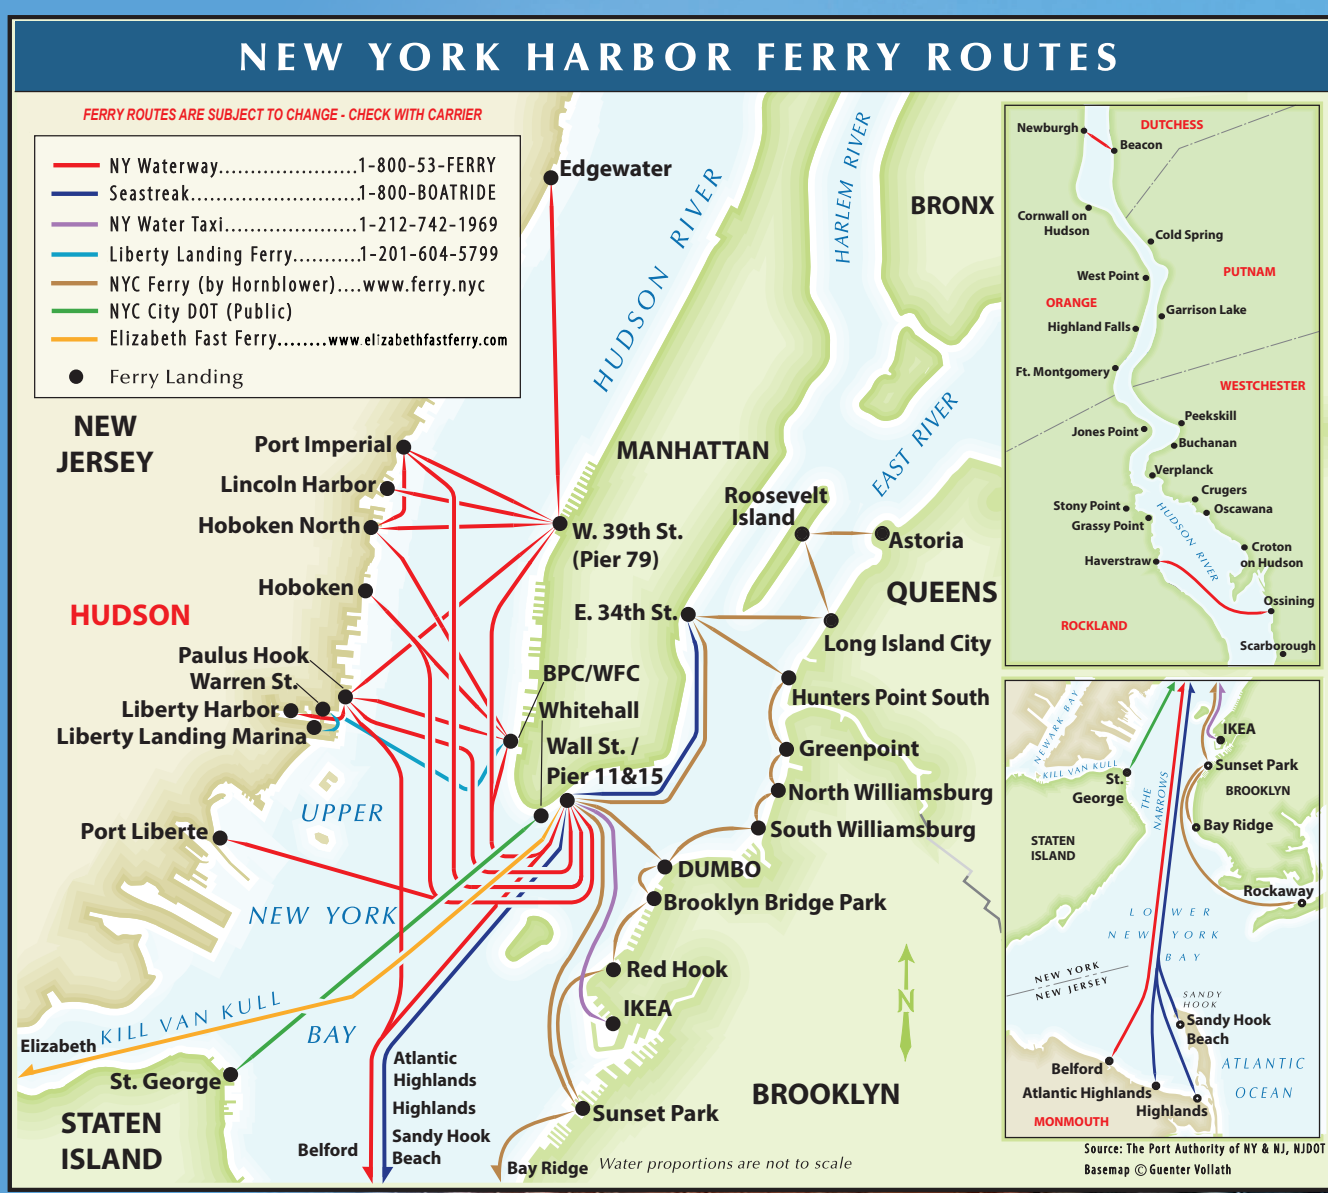 NEW YORK HARBOR FERRY ROUTES
FERRY ROUTES ARE SUBJECT TO CHANGE - CHECK WITH CARRIER
NY Waterway......................1-800-53-FERRY
Seastreak...........................1-800-BOATRIDE
NY Water Taxi.....................1-212-742-1969
Liberty Landing Ferry..........1-201-604-5799
NYC Ferry (by Hornblower)....www.ferry.nyc
NYC City DOT (Public)
Elizabeth Fast Ferry........www.elizabethfastferry.com
Ferry Landing
Edgewater
HUDSON RIVER
HARLEM RIVER
BRONX
NEW
JERSEY
Port Imperial
Lincoln Harbor
Hoboken North
Hoboken
HUDSON
Paulus Hook
Warren St.
Liberty Harbor
Liberty Landing Marina
Port Liberte
MANHATTAN
EAST RIVER
W. 39th St.
(Pier 79)
Roosevelt
Island
Astoria
QUEENS
E. 34th St.
Long Island City
BPC/WFC
Whitehall
Wall St. /
Pier 11&15
Hunters Point South
Greenpoint
North Williamsburg
South Williamsburg
DUMBO
Brooklyn Bridge Park
Red Hook
IKEA
UPPER
NEW YORK
BAY
KILL VAN KULL
Elizabeth
St. George
STATEN
ISLAND
Belford
Atlantic
Highlands
Highlands
Sandy Hook
Beach
Sunset Park
Bay Ridge
BROOKLYN
N
Water proportions are not to scale
Newburgh
DUTCHESS
Beacon
Cornwall on
Hudson
Cold Spring
West Point
PUTNAM
ORANGE
Garrison Lake
Highland Falls
Ft. Montgomery
WESTCHESTER
Peekskill
Jones Point
Buchanan
Verplanck
Crugers
Stony Point
Oscawana
Grassy Point
HUDSON RIVER
Croton
on Hudson
Haverstraw
Ossining
ROCKLAND
Scarborough
NEWARK BAY
KILL VAN KULL
St.
George
THE
NARROWS
IKEA
Sunset Park
BROOKLYN
Bay Ridge
STATEN
ISLAND
Rockaway
LOWER
NEW YORK
BAY
NEW YORK
NEW JERSEY
SANDY
HOOK
Sandy Hook
Beach
Belford
ATLANTIC
OCEAN
Atlantic Highlands
Highlands
MONMOUTH
Source: The Port Authority of NY & NJ, NJDOT
Basemap © Guenter Vollath